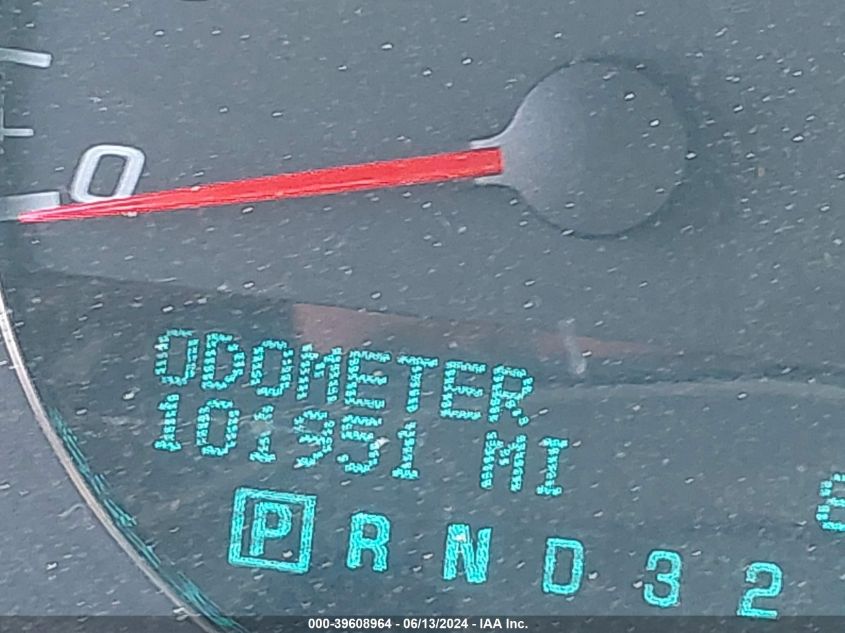 0
ODOMETER
101951 MI
P R N D 3 2
000-39608964 - 06/13/2024 - IAA Inc.